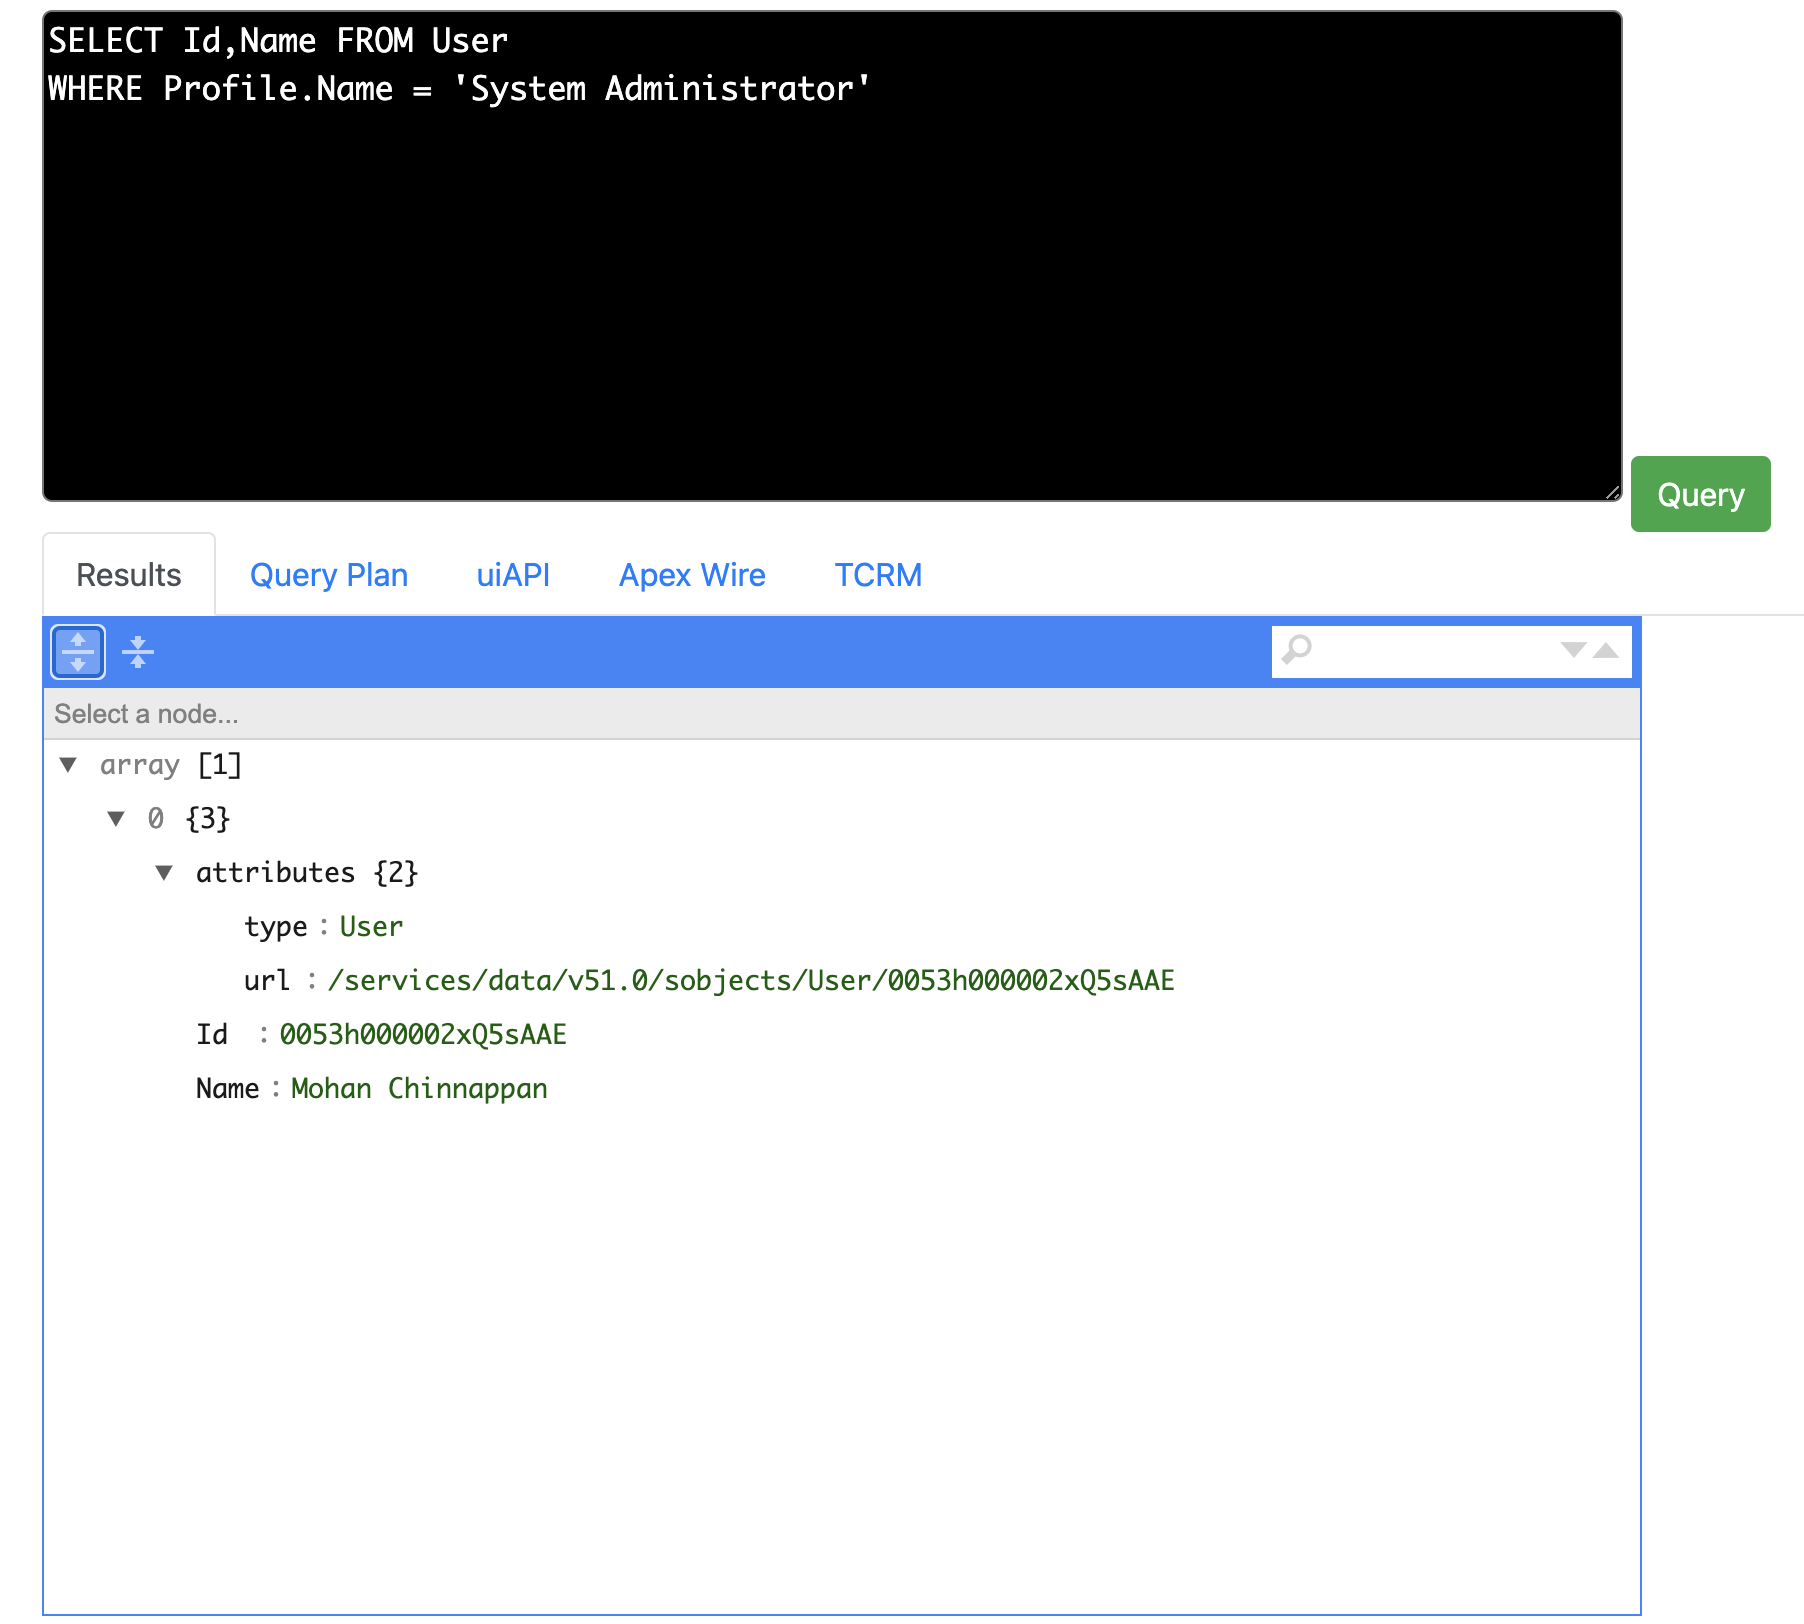 SELECT Id,Name FROM User
WHERE Profile.Name = 'System Administrator'
Query
Results Query Plan uiAPI Apex Wire TCRM
Select a node...
array [1]
0 {3}
attributes {2}
type : User
url : /services/data/v51.0/sobjects/User/0053h000002xQ5sAAE
Id : 0053h000002xQ5sAAE
Name : Mohan Chinnappan